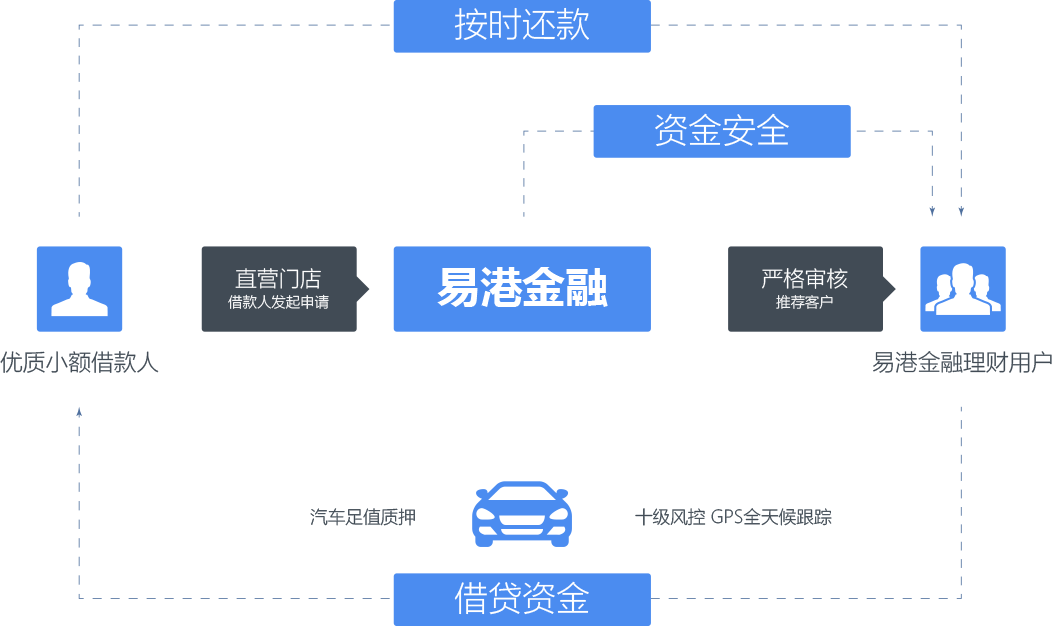 按时还款
资金安全
直营门店
借款人发起申请
易港金融
严格审核
推荐客户
优质小额借款人
易港金融理财用户
汽车足值质押
十级风控 GPS全天候跟踪
借贷资金